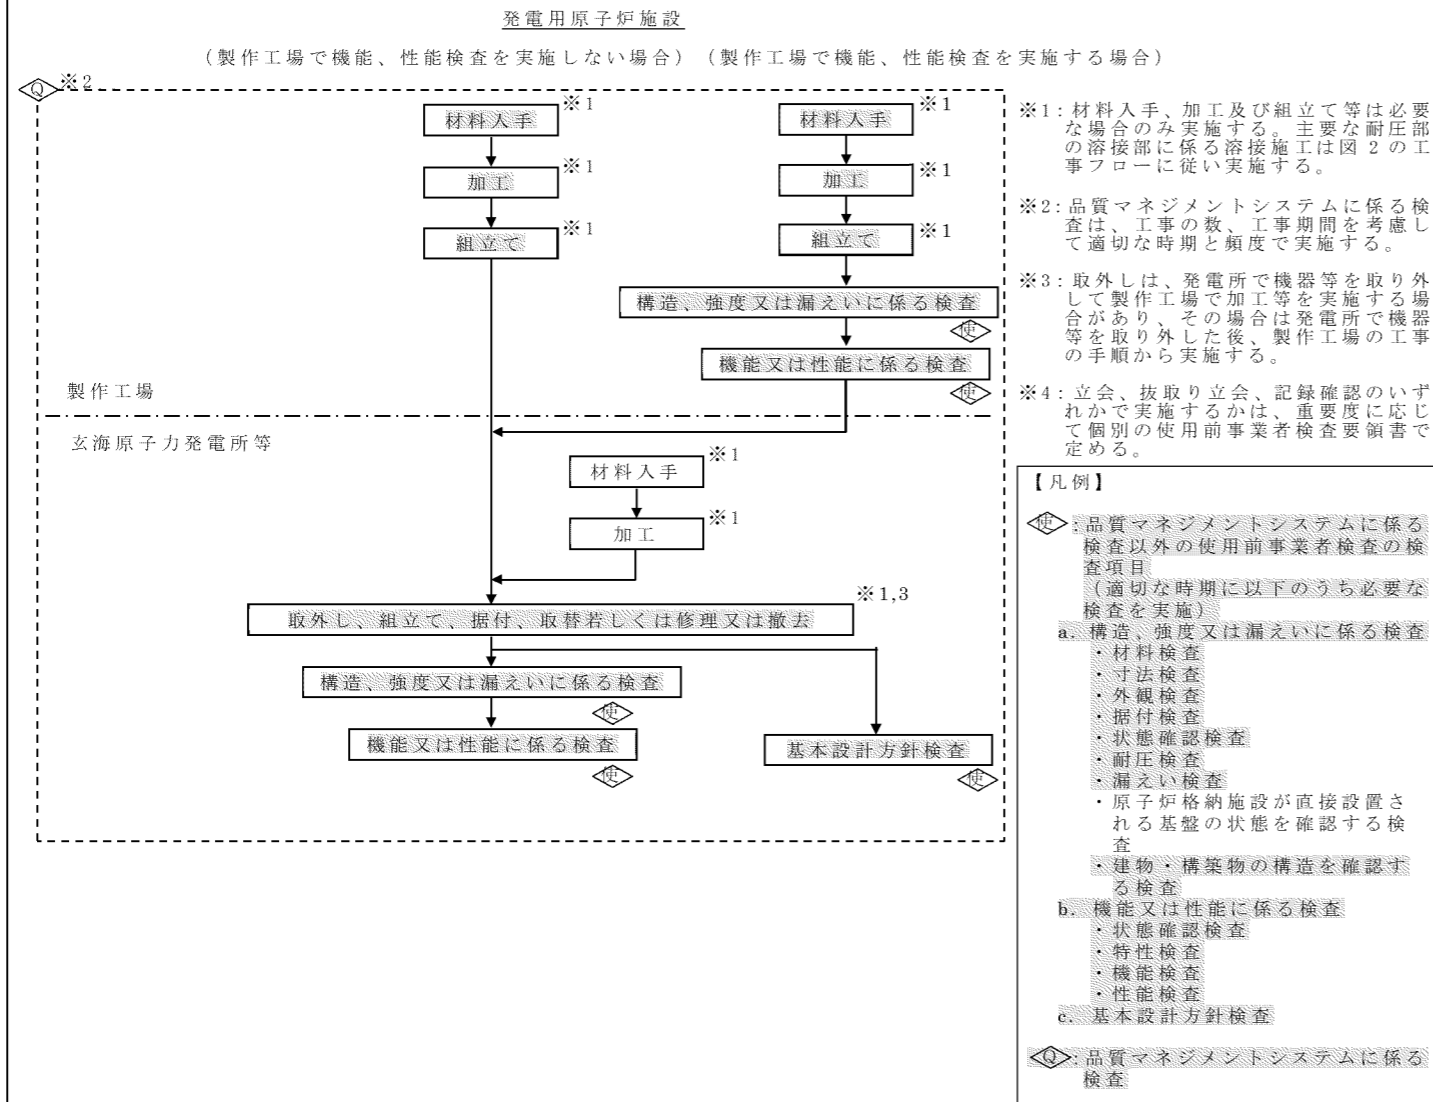 発電用原子炉施設
（製作工場で機能、性能検査を実施しない場合）（製作工場で機能、性能検査を実施する場合）
Q ※2
材料入手 ※1
加工 ※1
組立て ※1
材料入手 ※1
加工 ※1
組立て ※1
構造、強度又は漏えいに係る検査
使
機能又は性能に係る検査
使
製作工場
玄海原子力発電所等
材料入手 ※1
加工 ※1
※1,3
取外し、組立て、据付、取替若しくは修理又は撤去
構造、強度又は漏えいに係る検査
使
機能又は性能に係る検査
使
基本設計方針検査
使
※1：材料入手、加工及び組立て等は必要
な場合のみ実施する。主要な耐圧部
の溶接部に係る溶接施工は図2の工
事フローに従い実施する。
※2：品質マネジメントシステムに係る検
査は、工事の数、工事期間を考慮し
て適切な時期と頻度で実施する。
※3：取外しは、発電所で機器等を取り外
して製作工場で加工等を実施する場
合があり、その場合は発電所で機器
等を取り外した後、製作工場の工事
の手順から実施する。
※4：立会、抜取り立会、記録確認のいず
れかで実施するかは、重要度に応じ
て個別の使用前事業者検査要領書で
定める。
【凡例】
使：品質マネジメントシステムに係る
検査以外の使用前事業者検査の検
査項目
（適切な時期に以下のうち必要な
検査を実施）
a. 構造、強度又は漏えいに係る検査
・材料検査
・寸法検査
・外観検査
・据付検査
・状態確認検査
・耐圧検査
・漏えい検査
・原子炉格納施設が直接設置さ
れる基盤の状態を確認する検
査
・建物・構築物の構造を確認す
る検査
b. 機能又は性能に係る検査
・状態確認検査
・特性検査
・機能検査
・性能検査
c. 基本設計方針検査
Q：品質マネジメントシステムに係る
検査